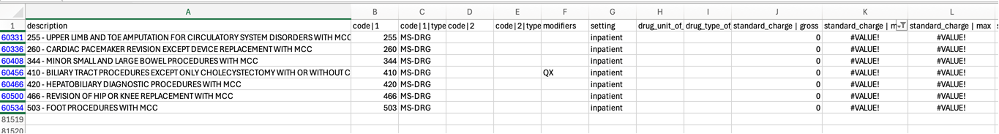 A B C D E F G H I J K L
1 description code|1 code|1|type code|2 code|2|type modifiers setting drug_unit_of_ drug_type_of standard_charge | gross standard_charge | m standard_charge | max
60331 255 - UPPER LIMB AND TOE AMPUTATION FOR CIRCULATORY SYSTEM DISORDERS WITH MCC 255 MS-DRG inpatient 0 #VALUE! #VALUE!
60336 260 - CARDIAC PACEMAKER REVISION EXCEPT DEVICE REPLACEMENT WITH MCC 260 MS-DRG inpatient 0 #VALUE! #VALUE!
60408 344 - MINOR SMALL AND LARGE BOWEL PROCEDURES WITH MCC 344 MS-DRG inpatient 0 #VALUE! #VALUE!
60456 410 - BILIARY TRACT PROCEDURES EXCEPT ONLY CHOLECYSTECTOMY WITH OR WITHOUT C 410 MS-DRG QX inpatient 0 #VALUE! #VALUE!
60466 420 - HEPATOBILIARY DIAGNOSTIC PROCEDURES WITH MCC 420 MS-DRG inpatient 0 #VALUE! #VALUE!
60500 466 - REVISION OF HIP OR KNEE REPLACEMENT WITH MCC 466 MS-DRG inpatient 0 #VALUE! #VALUE!
60534 503 - FOOT PROCEDURES WITH MCC 503 MS-DRG inpatient 0 #VALUE! #VALUE!
81519
81520